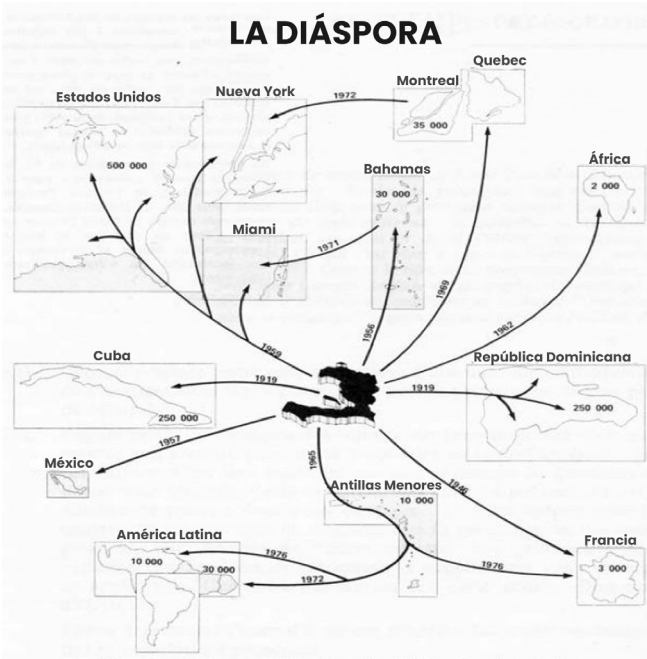 LA DIÁSPORA
Quebec
Montreal
Nueva York
Estados Unidos
1972
35 000
500 000
Bahamas
30 000
África
2 000
Miami
1971
1969
1956
1962
1959
Cuba
1919
250 000
República Dominicana
1919
250 000
1957
México
1965
1946
Antillas Menores
10 000
América Latina
10 000
30 000
1976
1972
1976
Francia
3 000